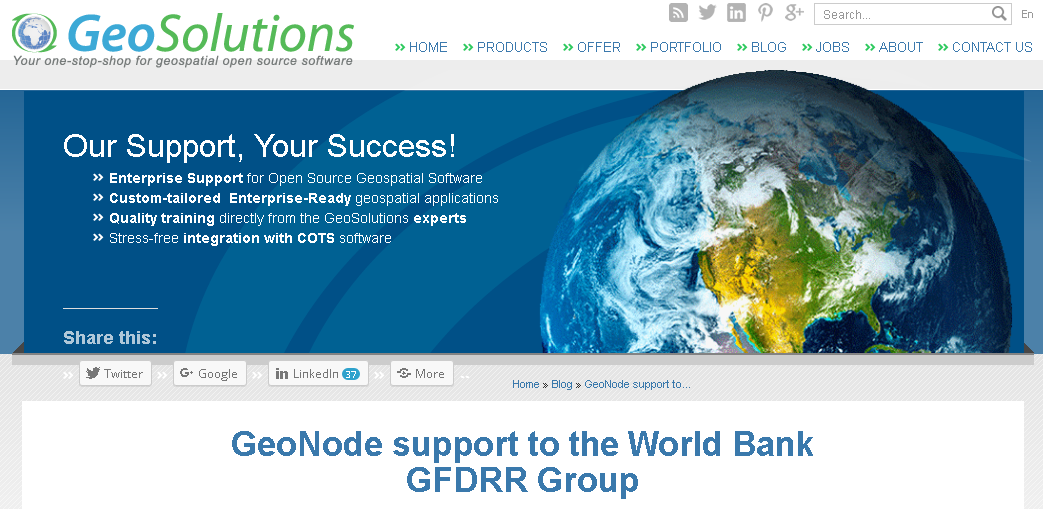 GeoSolutions
Your one-stop-shop for geospatial open source software
Search...
En
HOME PRODUCTS OFFER PORTFOLIO BLOG JOBS ABOUT CONTACT US
Our Support, Your Success!
Enterprise Support for Open Source Geospatial Software
Custom-tailored Enterprise-Ready geospatial applications
Quality training directly from the GeoSolutions experts
Stress-free integration with COTS software
Share this:
Twitter Google LinkedIn 37 More
Home » Blog » GeoNode support to...
GeoNode support to the World Bank
GFDRR Group